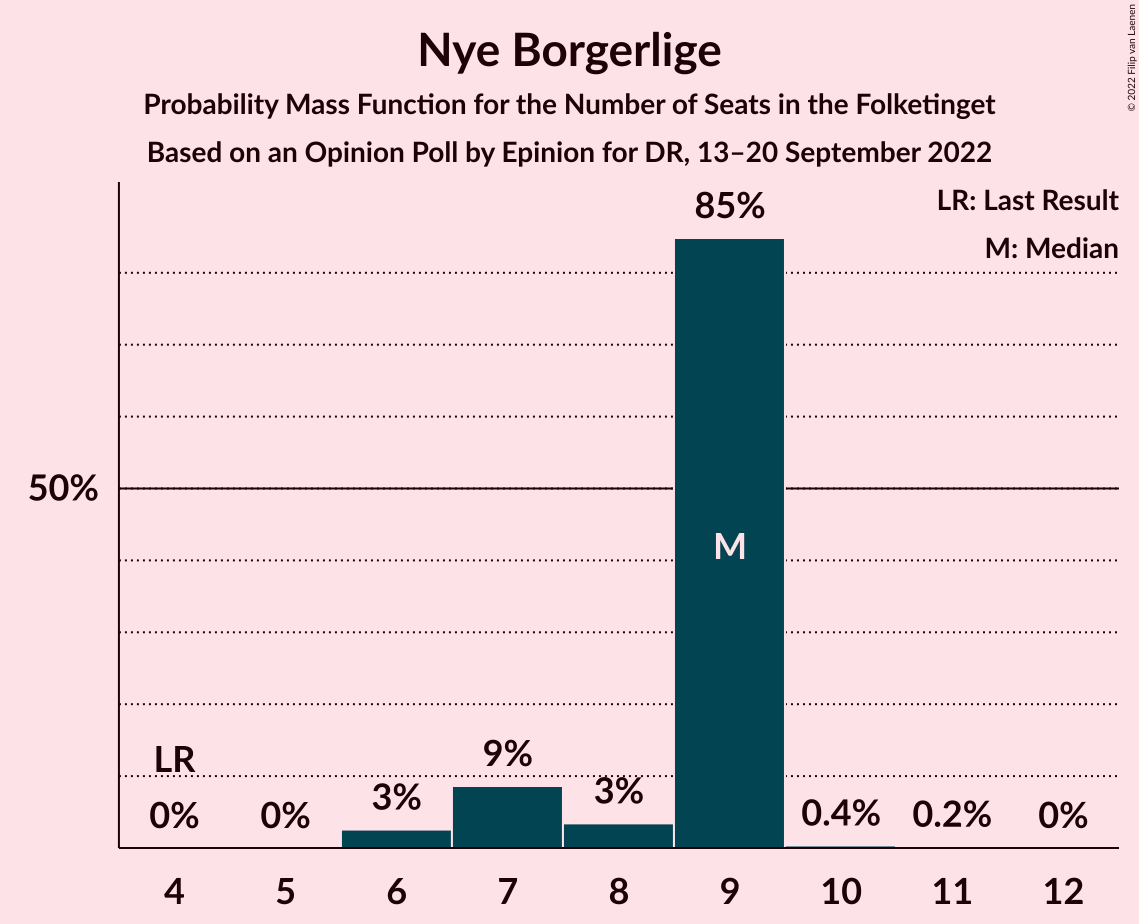 Nye Borgerlige
Probability Mass Function for the Number of Seats in the Folketinget
Based on an Opinion Poll by Epinion for DR, 13–20 September 2022
© 2022 Filip van Laenen
LR: Last Result
M: Median
85%
50%
M
LR
0%
0%
3%
9%
3%
0.4%
0.2%
0%
4 5 6 7 8 9 10 11 12